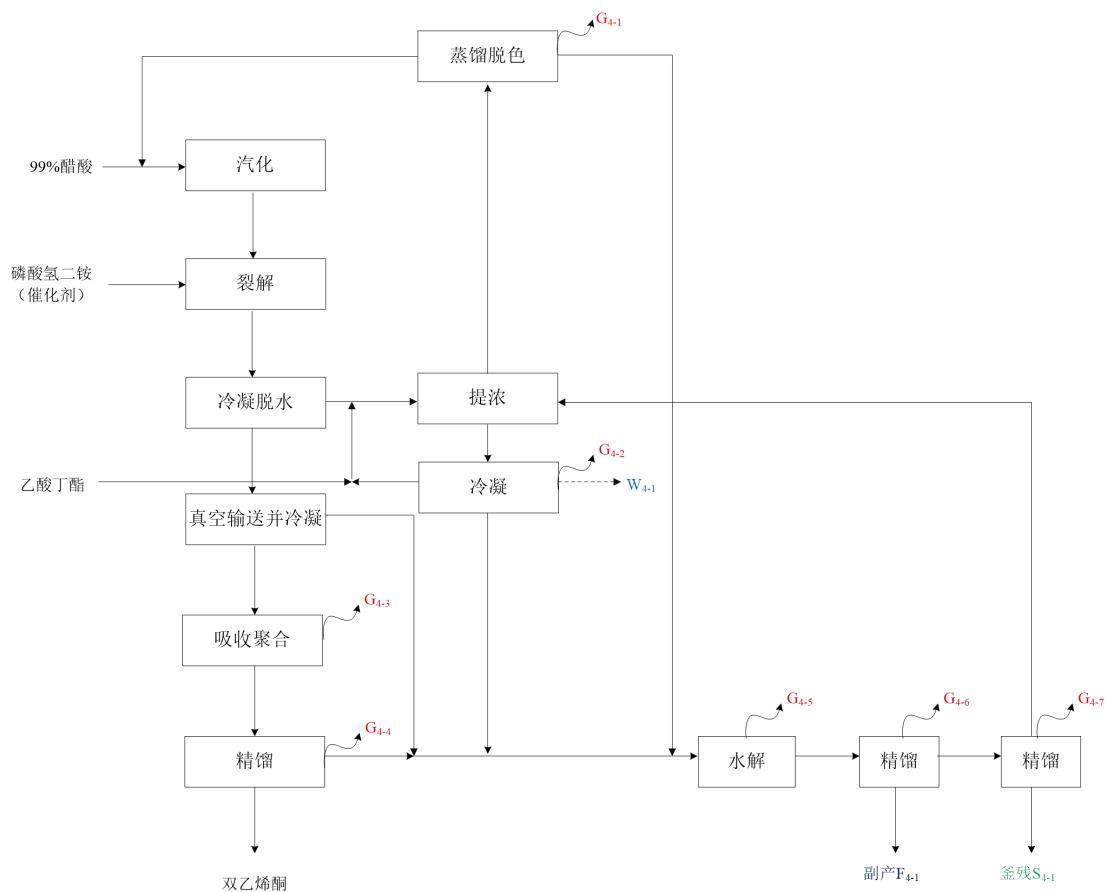 G4-1
蒸馏脱色
99%醋酸
汽化
磷酸氢二铵
（催化剂）
裂解
冷凝脱水
提浓
G4-2
乙酸丁酯
冷凝
W4-1
真空输送并冷凝
G4-3
吸收聚合
G4-4
G4-5
G4-6
G4-7
精馏
水解
精馏
精馏
双乙烯酮
副产F4-1
釜残S4-1